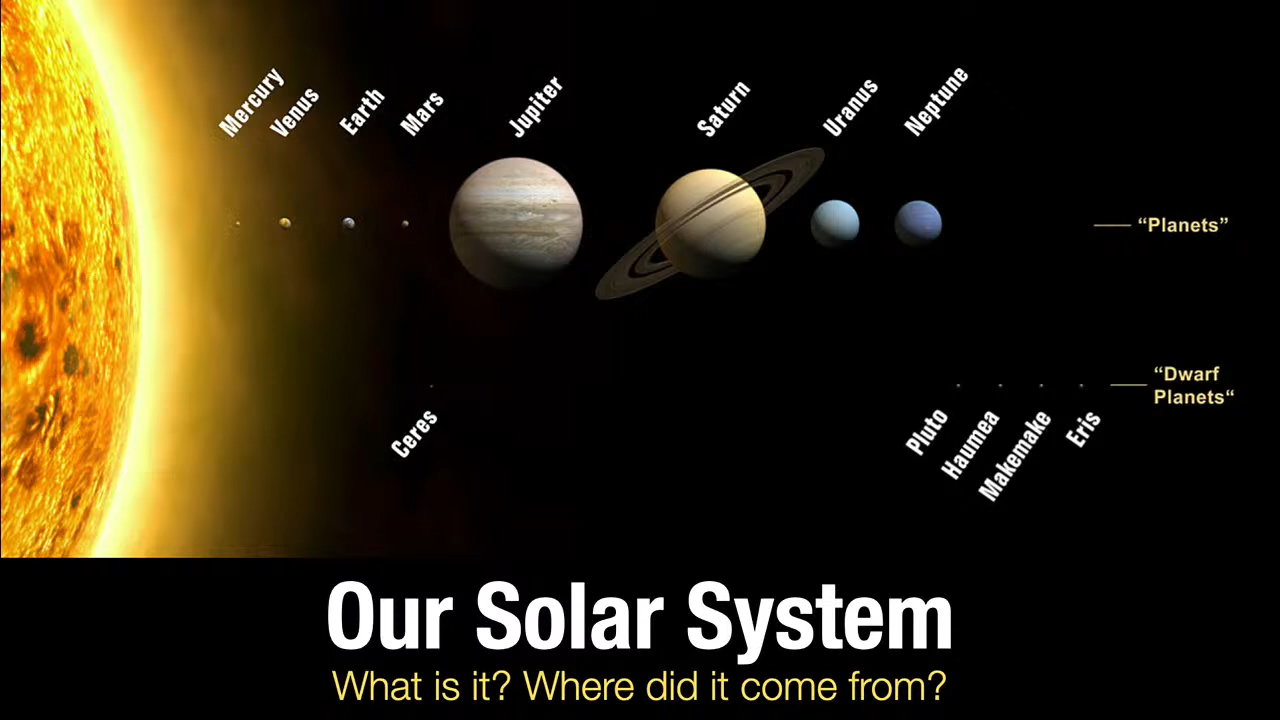 Mercury
Venus
Earth
Mars
Jupiter
Saturn
Uranus
Neptune
“Planets”
“Dwarf
Planets“
Ceres
Pluto
Haumea
Makemake
Eris
Our Solar System
What is it? Where did it come from?